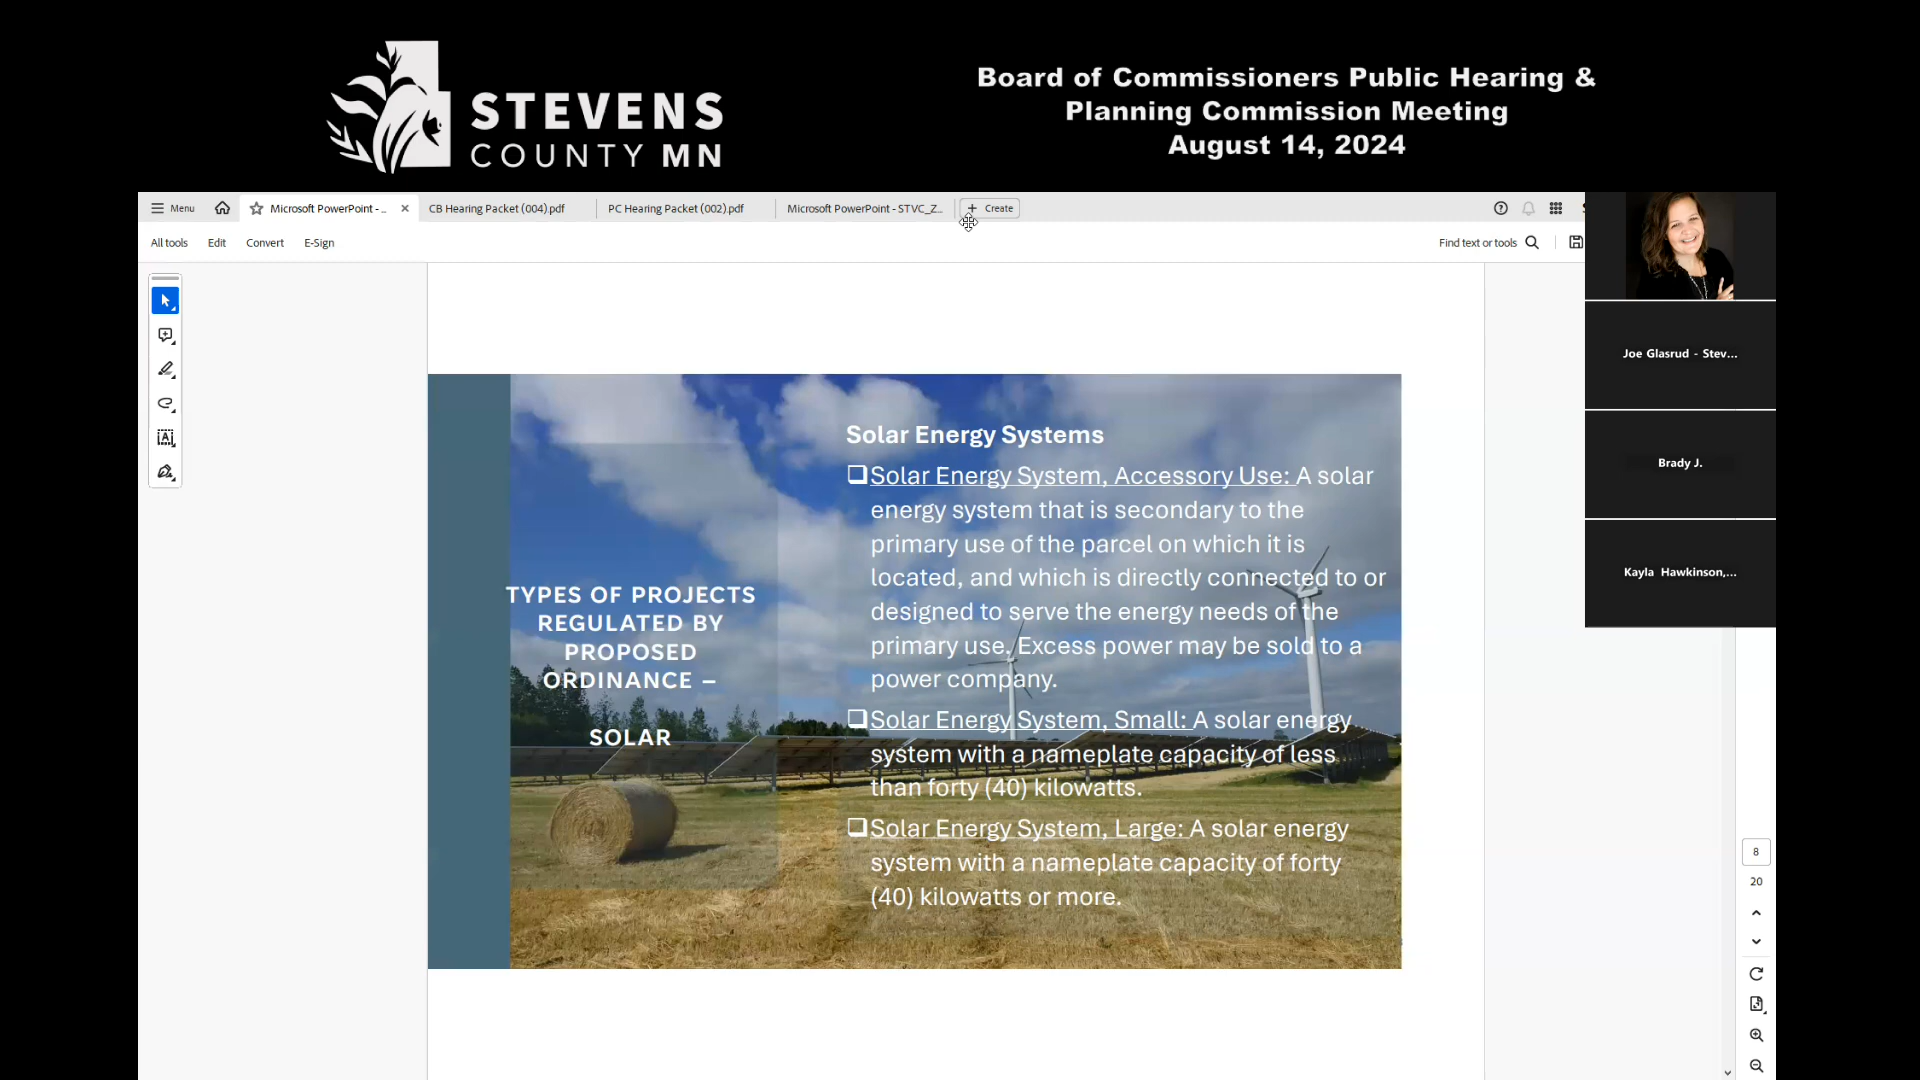 STEVENS
COUNTY MN
Board of Commissioners Public Hearing &
Planning Commission Meeting
August 14, 2024
Menu
Microsoft PowerPoint - ...
CB Hearing Packet (004).pdf
PC Hearing Packet (002).pdf
Microsoft PowerPoint - STVC_Z...
Create
All tools
Edit
Convert
E-Sign
Find text or tools
Joe Glasrud - Stev...
Brady J.
Kayla Hawkinson,...
TYPES OF PROJECTS
REGULATED BY
PROPOSED
ORDINANCE –
SOLAR
Solar Energy Systems
Solar Energy System, Accessory Use: A solar
energy system that is secondary to the
primary use of the parcel on which it is
located, and which is directly connected to or
designed to serve the energy needs of the
primary use. Excess power may be sold to a
power company.
Solar Energy System, Small: A solar energy
system with a nameplate capacity of less
than forty (40) kilowatts.
Solar Energy System, Large: A solar energy
system with a nameplate capacity of forty
(40) kilowatts or more.
8
20